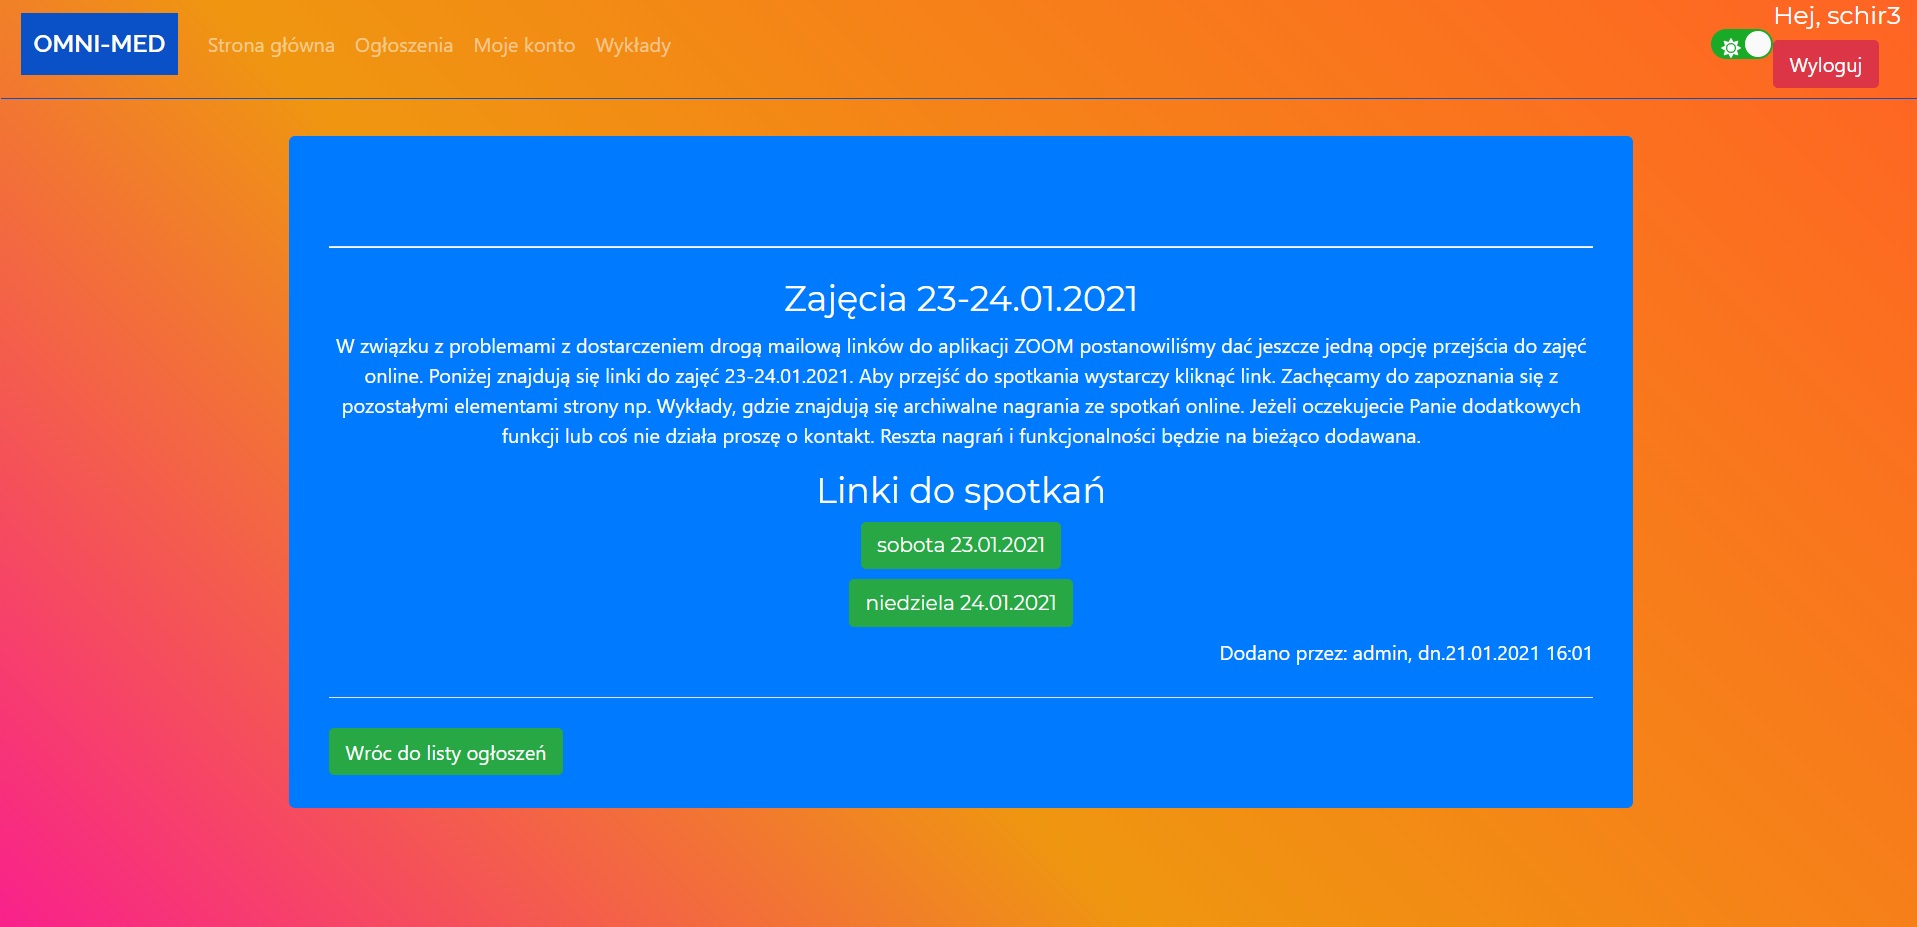 OMNI-MED
Strona główna Ogłoszenia Moje konto Wykłady
Hej, schir3
Wyloguj
Zajęcia 23-24.01.2021
W związku z problemami z dostarczeniem drogą mailową linków do aplikacji ZOOM postanowiliśmy dać jeszcze jedną opcję przejścia do zajęć
online. Poniżej znajdują się linki do zajęć 23-24.01.2021. Aby przejść do spotkania wystarczy kliknąć link. Zachęcamy do zapoznania się z
pozostałymi elementami strony np. Wykłady, gdzie znajdują się archiwalne nagrania ze spotkań online. Jeżeli oczekujecie Panie dodatkowych
funkcji lub coś nie działa proszę o kontakt. Reszta nagrań i funkcjonalności będzie na bieżąco dodawana.
Linki do spotkań
sobota 23.01.2021
niedziela 24.01.2021
Dodano przez: admin, dn.21.01.2021 16:01
Wróc do listy ogłoszeń